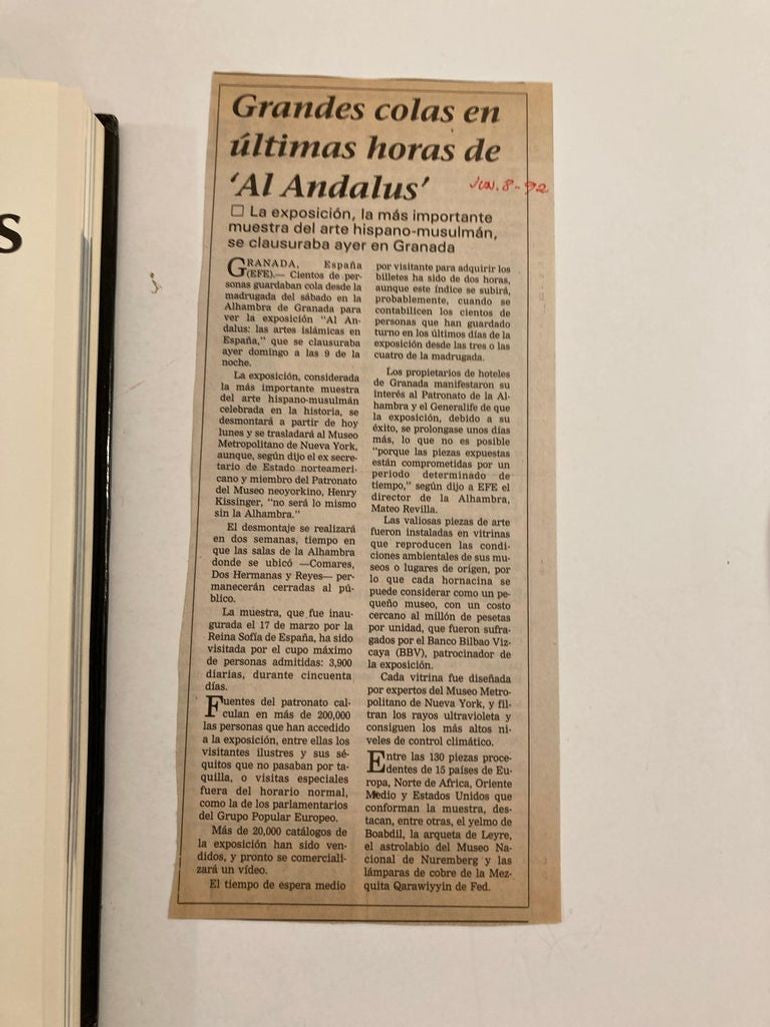 s
Grandes colas en
últimas horas de
‘Al Andalus’
Jun. 8-92
□ La exposición, la más importante
muestra del arte hispano-musulmán,
se clausuraba ayer en Granada
GRANADA, España
(EFE).— Cientos de per-
sonas guardaban cola desde la
madrugada del sábado en la
Alhambra de Granada para
ver la exposición "Al An-
dalus: las artes islámicas en
España," que se clausuraba
ayer domingo a las 9 de la
noche.
La exposición, considerada
la más importante muestra
del arte hispano-musulmán
celebrada en la historia, se
desmontará a partir de hoy
lunes y se trasladará al Museo
Metropolitano de Nueva York,
aunque, según dijo el ex secre-
tario de Estado norteameri-
cano y miembro del Patronato
del Museo neoyorkino, Henry
Kissinger, "no será lo mismo
sin la Alhambra."
El desmontaje se realizará
en dos semanas, tiempo en
que las salas de la Alhambra
donde se ubicó —Comares,
Dos Hermanas y Reyes— per-
manecerán cerradas al pú-
blico.
La muestra, que fue inau-
gurada el 17 de marzo por la
Reina Sofía de España, ha sido
visitada por el cupo máximo
de personas admitidas: 3,900
diarias, durante cincuenta
días.
Fuentes del patronato cal-
culan en más de 200,000
las personas que han accedido
a la exposición, entre ellas los
visitantes ilustres y sus sé-
quitos que no pasaban por ta-
quilla, o visitas especiales
fuera del horario normal,
como la de los parlamentarios
del Grupo Popular Europeo.
Más de 20,000 catálogos de
la exposición han sido ven-
didos, y pronto se comerciali-
zará un vídeo.
El tiempo de espera medio
por visitante para adquirir los
billetes ha sido de dos horas,
aunque este índice se subirá,
probablemente, cuando se
contabilicen los cientos de
personas que han guardado
turno en los últimos días de la
exposición desde las tres o las
cuatro de la madrugada.
Los propietarios de hoteles
de Granada manifestaron su
interés al Patronato de la Al-
hambra y el Generalife de que
la exposición, debido a su
éxito, se prolongase unos días
más, lo que no es posible
"porque las piezas expuestas
están comprometidas por un
periodo determinado de
tiempo," según dijo a EFE el
director de la Alhambra,
Mateo Revilla.
Las valiosas piezas de arte
fueron instaladas en vitrinas
que reproducen las condi-
ciones ambientales de sus mu-
seos o lugares de origen, por
lo que cada hornacina se
puede considerar como un pe-
queño museo, con un costo
cercano al millón de pesetas
por unidad, que fueron sufra-
gados por el Banco Bilbao Viz-
caya (BBV), patrocinador de
la exposición.
Cada vitrina fue diseñada
por expertos del Museo Metro-
politano de Nueva York, y fil-
tran los rayos ultravioleta y
consiguen los más altos ni-
veles de control climático.
Entre las 130 piezas proce-
dentes de 15 países de Eu-
ropa, Norte de Africa, Oriente
Medio y Estados Unidos que
conforman la muestra, des-
tacan, entre otras, el yelmo de
Boabdil, la arqueta de Leyre,
el astrolabio del Museo Na-
cional de Nuremberg y las
lámparas de cobre de la Mez-
quita Qarawiyyin de Fed.